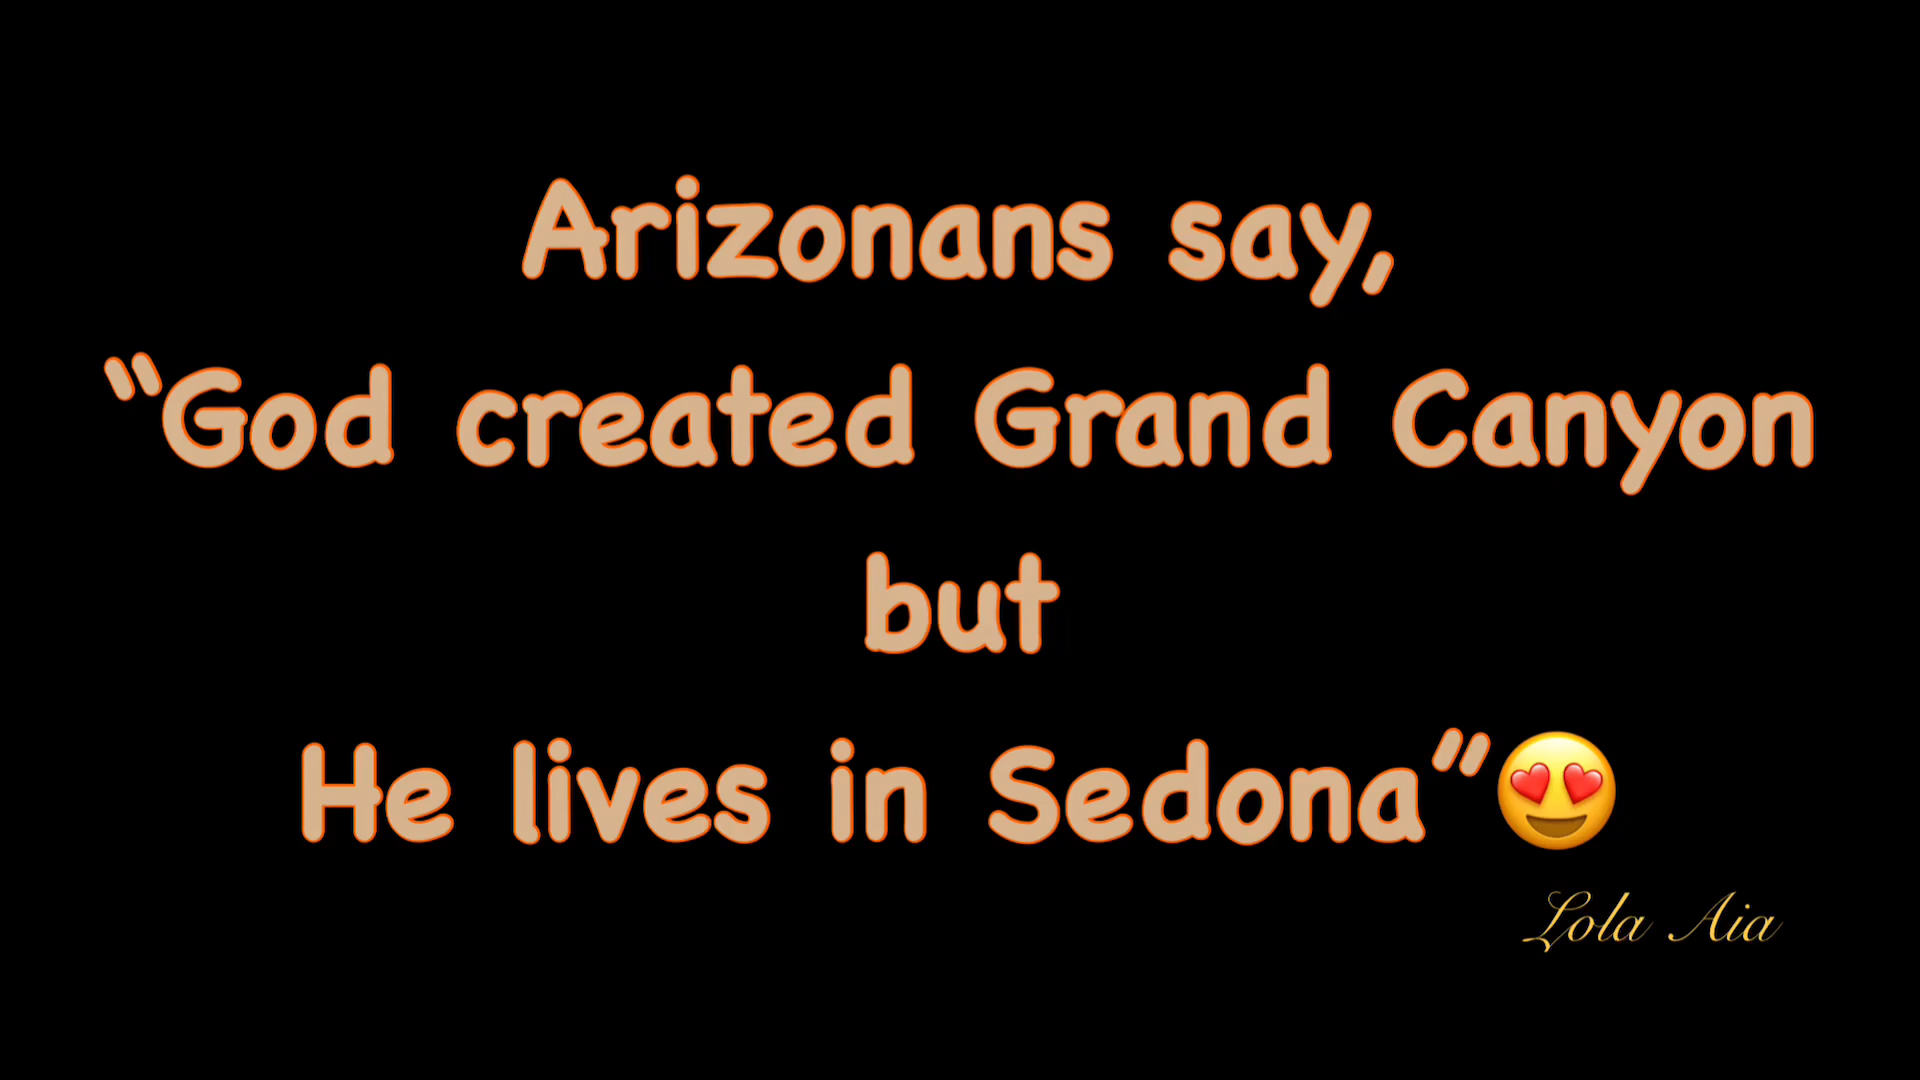 Arizonans say,
“God created Grand Canyon
but
He lives in Sedona”😍
Lola Aia